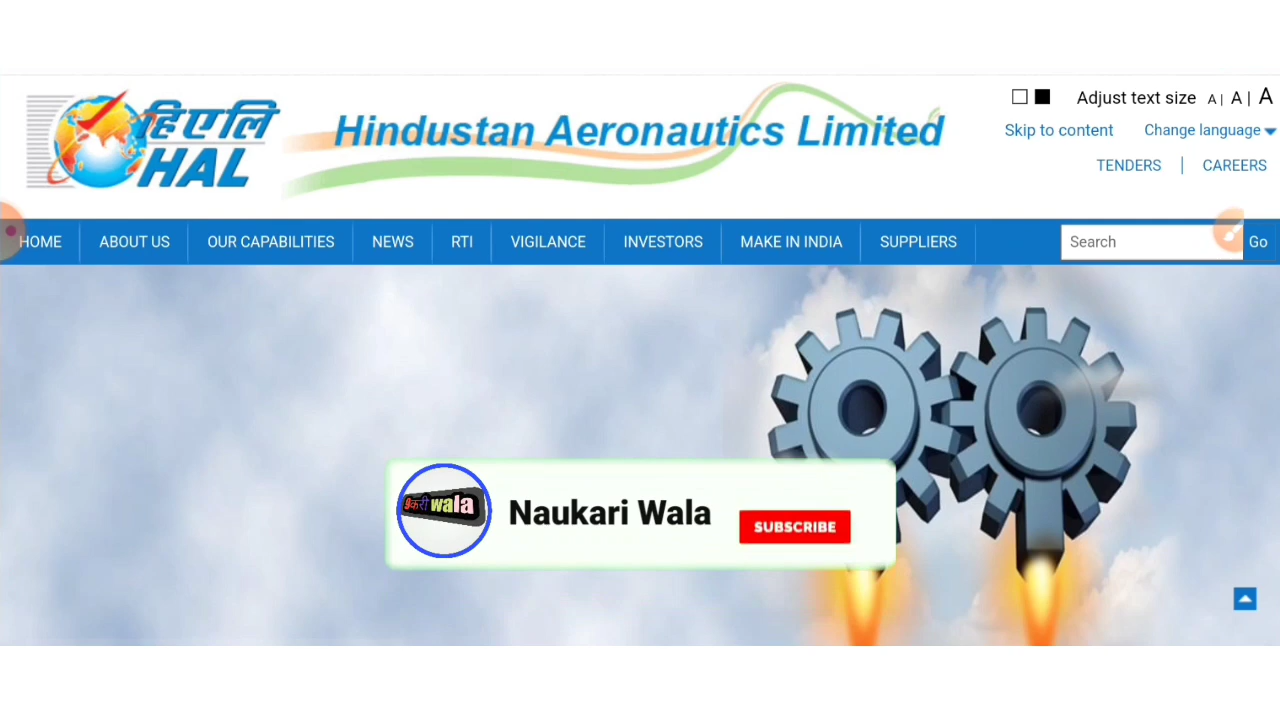 हिएलि
HAL
Hindustan Aeronautics Limited
Adjust text size A | A | A
Skip to content Change language
TENDERS | CAREERS
HOME ABOUT US OUR CAPABILITIES NEWS RTI VIGILANCE INVESTORS MAKE IN INDIA SUPPLIERS Search Go
wala Naukari Wala SUBSCRIBE